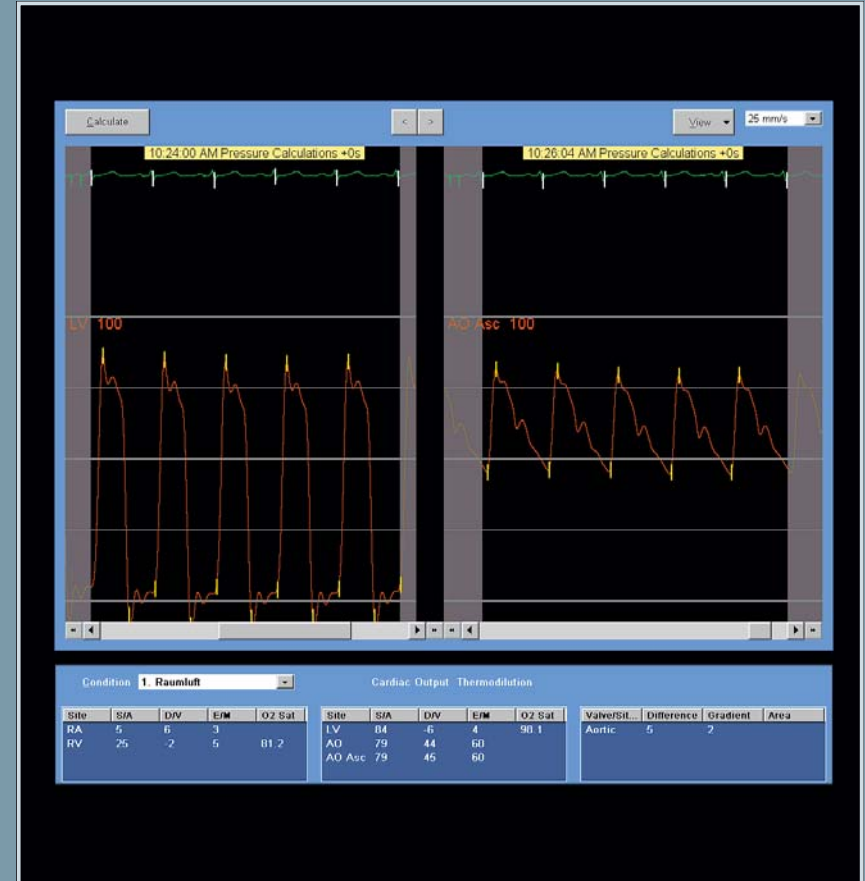 Calculate < > View 25 mm/s
10:24:00 AM Pressure Calculations +0s 10:26:04 AM Pressure Calculations +0s
LV 100 AO Asc 100
Condition 1. Raumluft Cardiac Output Thermodilution
Site S/A D/V E/M O2 Sat Site S/A D/V E/M O2 Sat Valve/Sit... Difference Gradient Area
RA 5 6 3 LV 84 -6 4 98.1 Aortic 5 2
RV 25 -2 5 81.2 AO 79 44 60
AO Asc 79 45 60